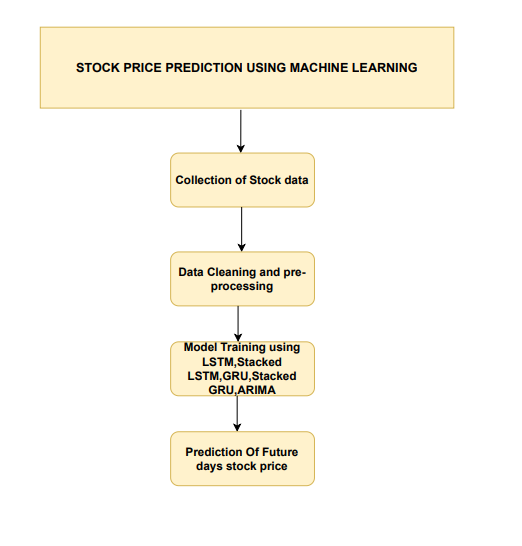 STOCK PRICE PREDICTION USING MACHINE LEARNING
Collection of Stock data
Data Cleaning and pre-
processing
Model Training using
LSTM,Stacked
LSTM,GRU,Stacked
GRU,ARIMA
Prediction Of Future
days stock price